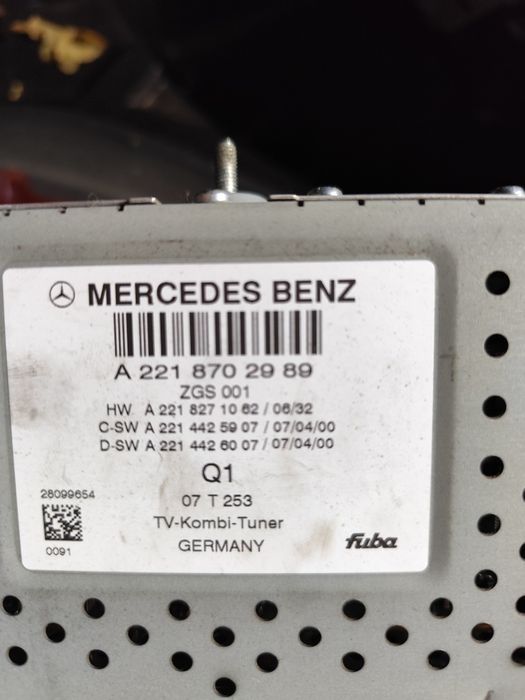 MERCEDES BENZ
A 221 870 29 89
ZGS 001
HW A 221 827 10 62 / 06/32
C-SW A 221 442 59 07 / 07/04/00
D-SW A 221 442 60 07 / 07/04/00
Q1
28099654
07 T 253
TV-Kombi-Tuner
0091
GERMANY
fuba